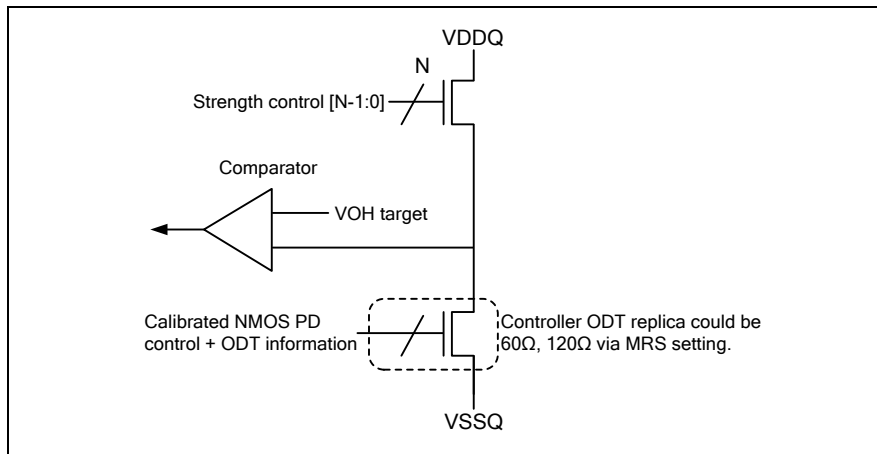 VDDQ
N
Strength control [N-1:0]
Comparator
VOH target
Calibrated NMOS PD
control + ODT information
Controller ODT replica could be
60Ω, 120Ω via MRS setting.
VSSQ